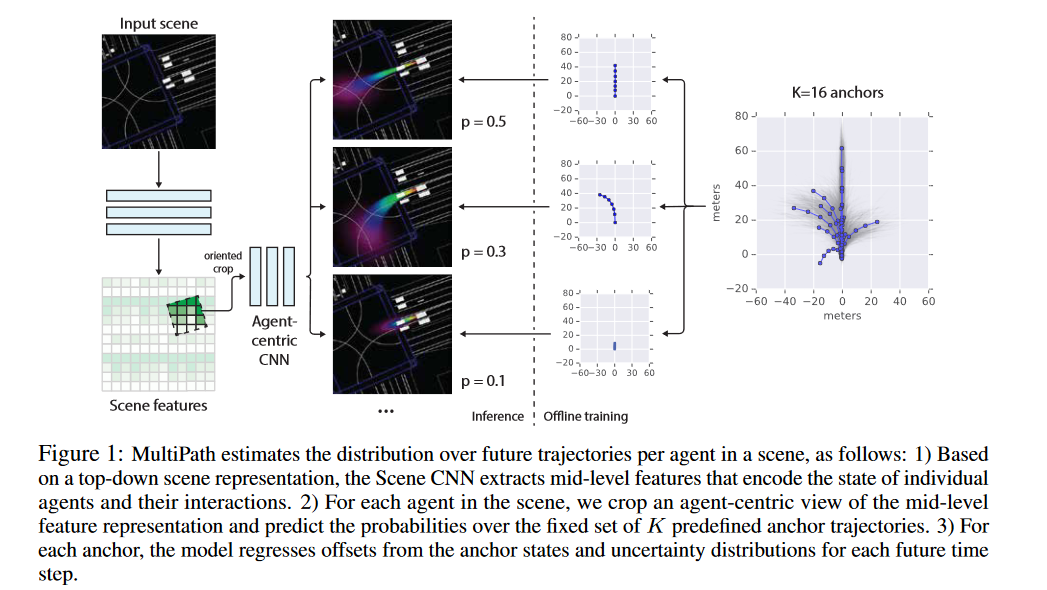 Input scene
oriented
crop
Agent-
centric
CNN
Scene features
p = 0.5
p = 0.3
p = 0.1
...
Inference
Offline training
80
60
40
20
0
−20
−60−30 0 30 60
80
60
40
20
0
−20
−60−30 0 30 60
80
60
40
20
0
−20
−60−30 0 30 60
K=16 anchors
meters
80
60
40
20
0
−20
−60 −40 −20 0 20 40 60
meters
Figure 1: MultiPath estimates the distribution over future trajectories per agent in a scene, as follows: 1) Based
on a top-down scene representation, the Scene CNN extracts mid-level features that encode the state of individual
agents and their interactions. 2) For each agent in the scene, we crop an agent-centric view of the mid-level
feature representation and predict the probabilities over the fixed set of K predefined anchor trajectories. 3) For
each anchor, the model regresses offsets from the anchor states and uncertainty distributions for each future time
step.